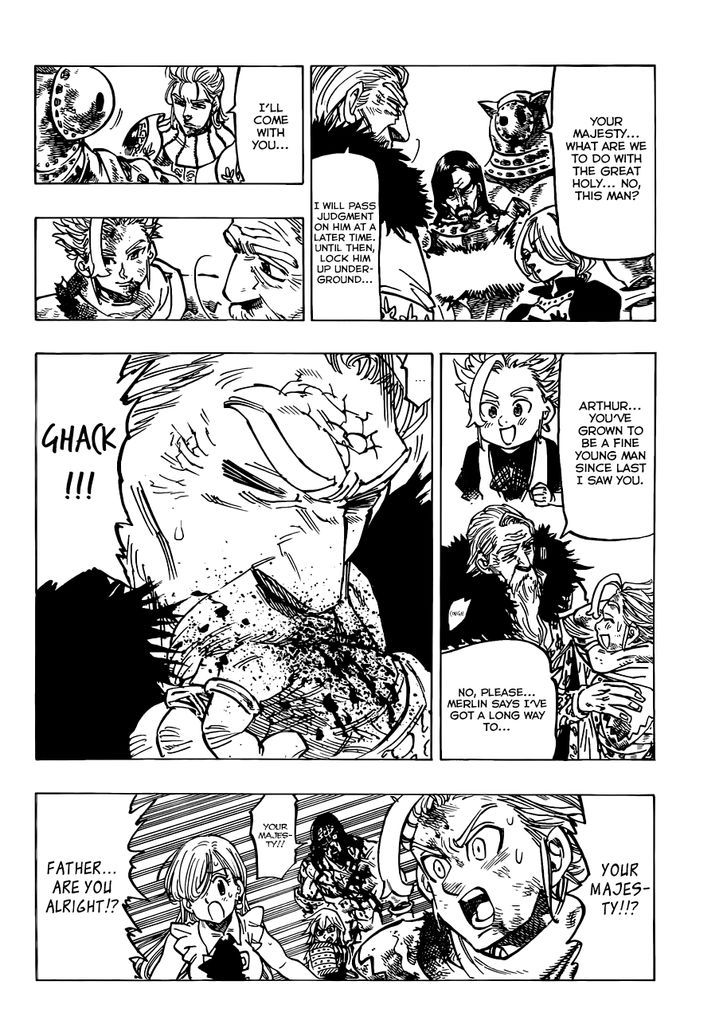 YOUR
MAJESTY...
WHAT ARE WE
TO DO WITH
THE GREAT
HOLY... NO,
THIS MAN?
I WILL PASS
JUDGMENT
ON HIM AT A
LATER TIME.
UNTIL THEN,
LOCK HIM
UP UNDER-
GROUND...
I'LL
COME
WITH
YOU...
ARTHUR...
YOU'VE
GROWN TO
BE A FINE
YOUNG MAN
SINCE LAST
I SAW YOU.
NO, PLEASE...
MERLIN SAYS I'VE
GOT A LONG WAY
TO...
...
GHACK
!!!
YOUR
MAJES-
TY!!?
YOUR
MAJES-
TY!!
FATHER...
ARE YOU
ALRIGHT!?